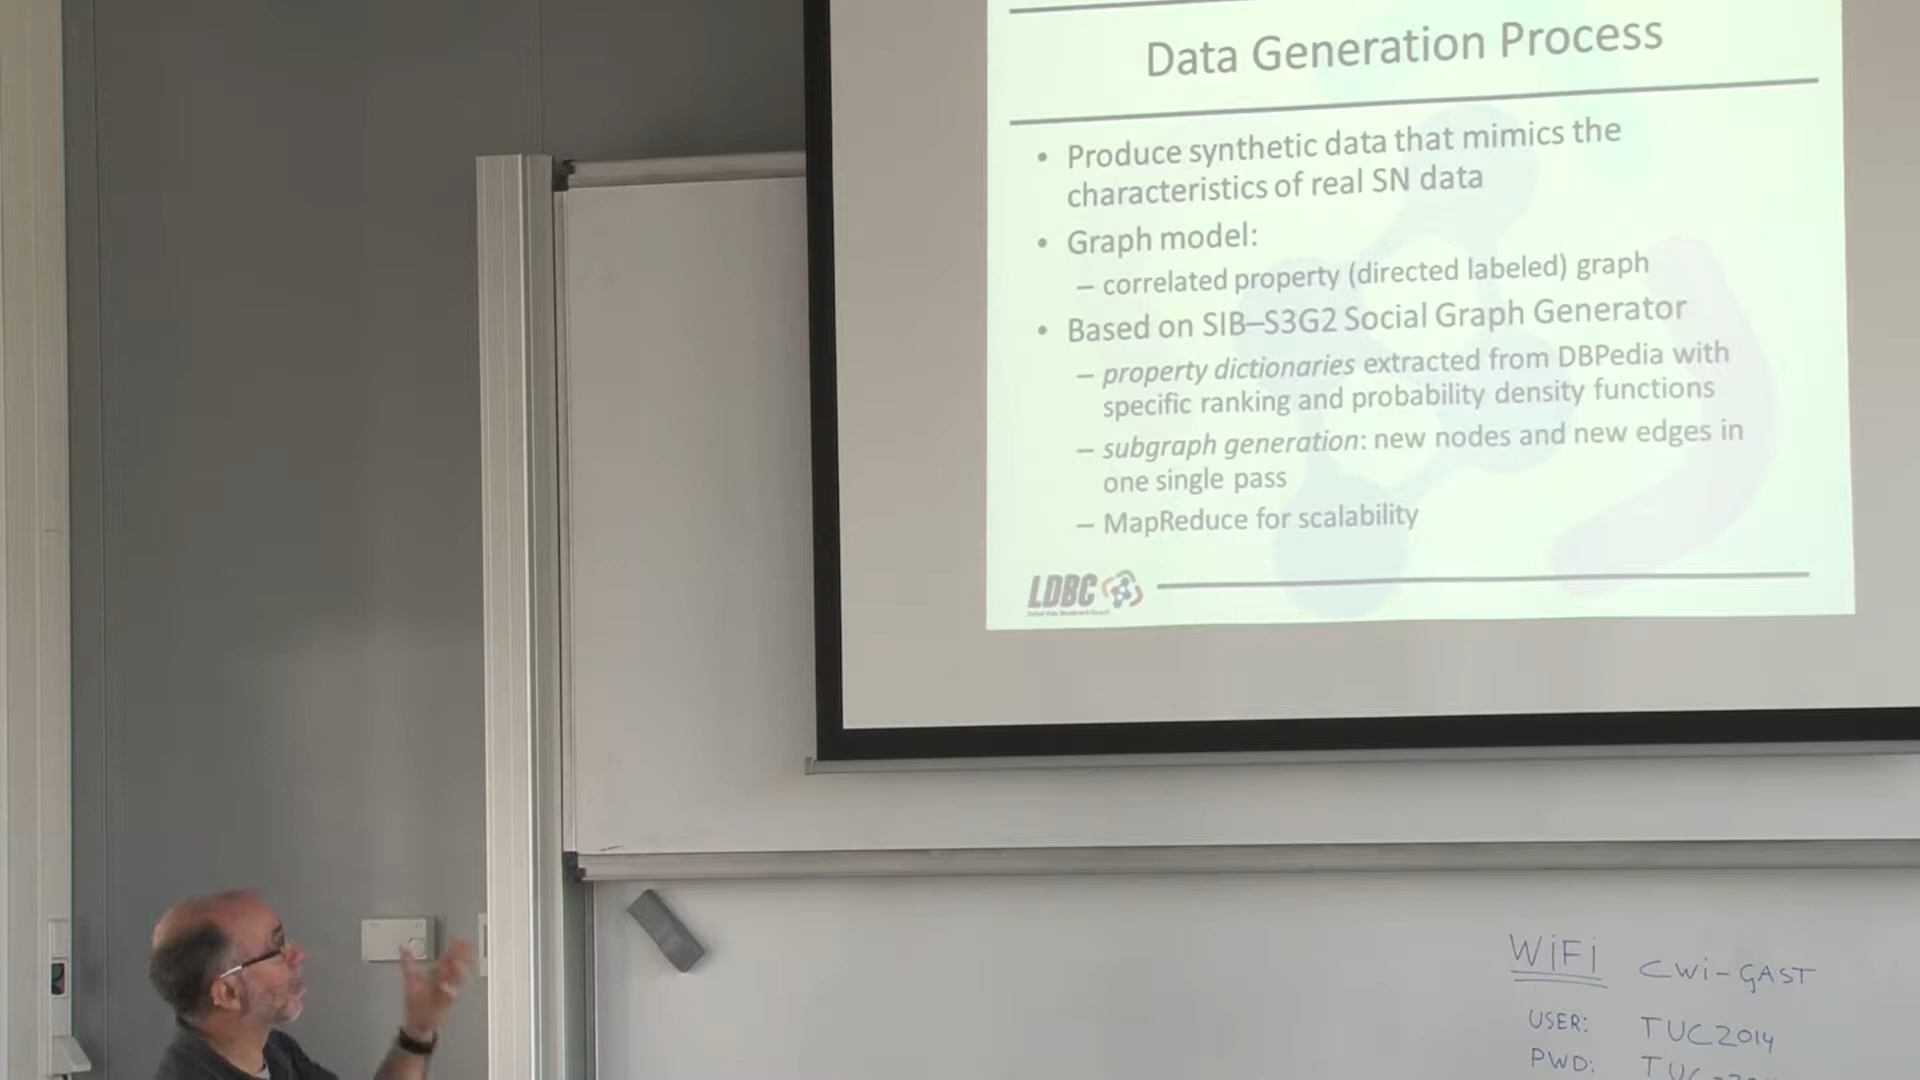 Data Generation Process
• Produce synthetic data that mimics the
characteristics of real SN data
• Graph model:
– correlated property (directed labeled) graph
• Based on SIB–S3G2 Social Graph Generator
– property dictionaries extracted from DBPedia with
specific ranking and probability density functions
– subgraph generation: new nodes and new edges in
one single pass
– MapReduce for scalability
LDBC
WiFi CWi-GAST
USER: TUC2014
PWD: